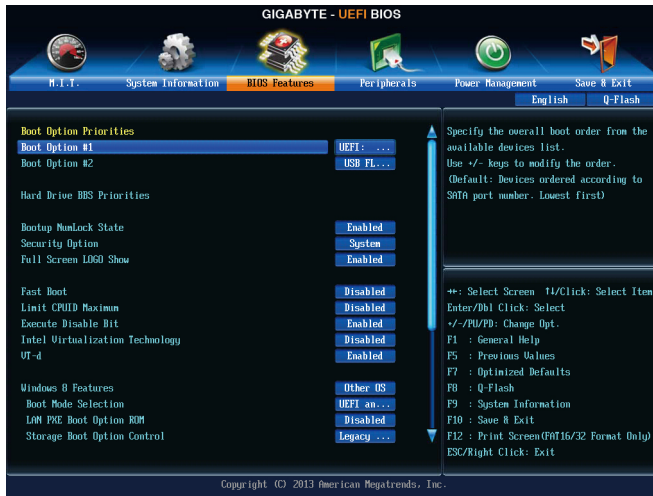 GIGABYTE - UEFI BIOS
M.I.T. System Information BIOS Features Peripherals Power Management Save & Exit
English Q-Flash
Boot Option Priorities
Boot Option #1 UEFI: ...
Boot Option #2 USB FL...
Hard Drive BBS Priorities
Bootup NumLock State Enabled
Security Option System
Full Screen LOGO Show Enabled
Fast Boot Disabled
Limit CPUID Maximum Disabled
Execute Disable Bit Enabled
Intel Virtualization Technology Disabled
VT-d Enabled
Windows 8 Features Other OS
Boot Mode Selection UEFI an...
LAN PXE Boot Option ROM Disabled
Storage Boot Option Control Legacy ...
Specify the overall boot order from the
available devices list.
Use +/- keys to modify the order.
(Default: Devices ordered according to
SATA port number. Lowest first)
→←: Select Screen ↑↓/Click: Select Item
Enter/Dbl Click: Select
+/-/PU/PD: Change Opt.
F1 : General Help
F5 : Previous Values
F7 : Optimized Defaults
F8 : Q-Flash
F9 : System Information
F10 : Save & Exit
F12 : Print Screen(FAT16/32 Format Only)
ESC/Right Click: Exit
Copyright (C) 2013 American Megatrends, Inc.